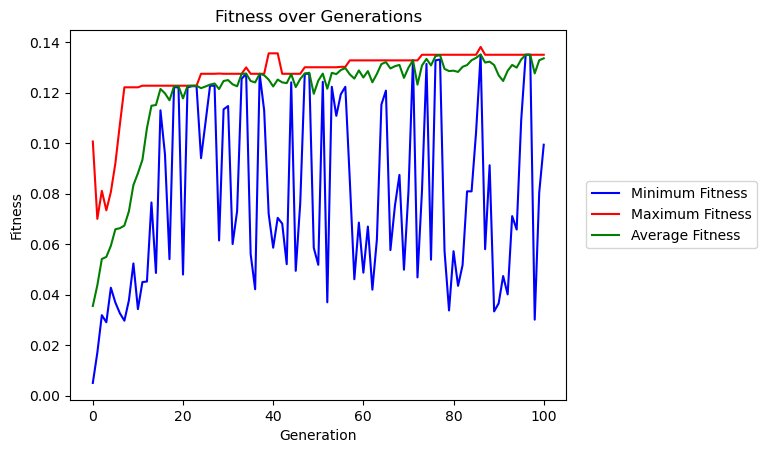 Fitness over Generations
0.14
0.12
0.10
0.08
0.06
0.04
0.02
0.00
Fitness
0
20
40
60
80
100
Generation
Minimum Fitness
Maximum Fitness
Average Fitness